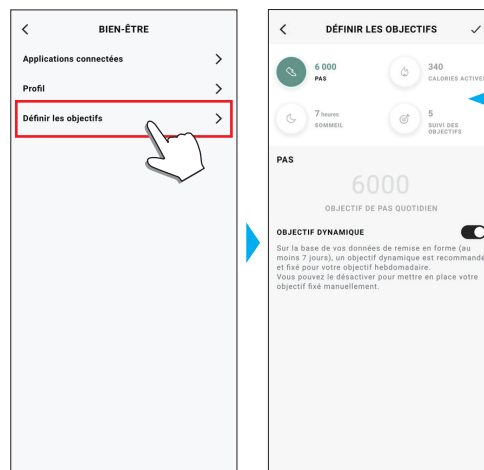 BIEN-ÊTRE
Applications connectées
Profil
Définir les objectifs
DÉFINIR LES OBJECTIFS
6 000
PAS
340
CALORIES ACTIVES
7 heures
SOMMEIL
5
SUIVI DES
OBJECTIFS
PAS
6000
OBJECTIF DE PAS QUOTIDIEN
OBJECTIF DYNAMIQUE
Sur la base de vos données de remise en forme (au
moins 7 jours), un objectif dynamique est recommandé
et fixé pour votre objectif hebdomadaire.
Vous pouvez le désactiver pour mettre en place votre
objectif fixé manuellement.